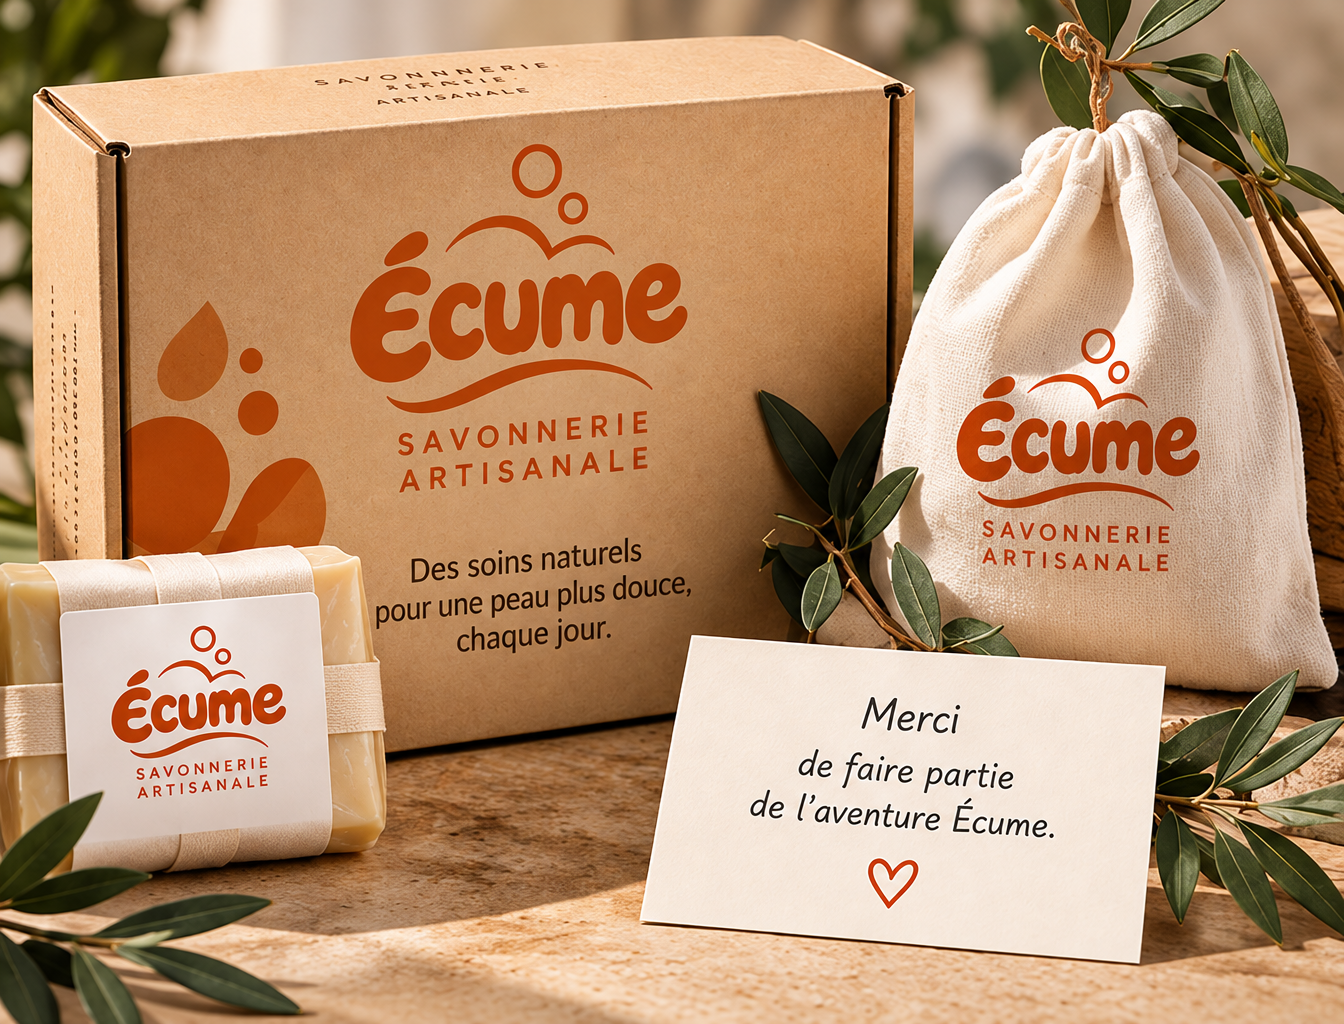 SAVONNNERIE
ARTISANALE
Écume
SAVONNERIE
ARTISANALE
Des soins naturels
pour une peau plus douce,
chaque jour.
Écume
SAVONNERIE
ARTISANALE
Écume
SAVONNERIE
ARTISANALE
Merci
de faire partie
de l'aventure Écume.